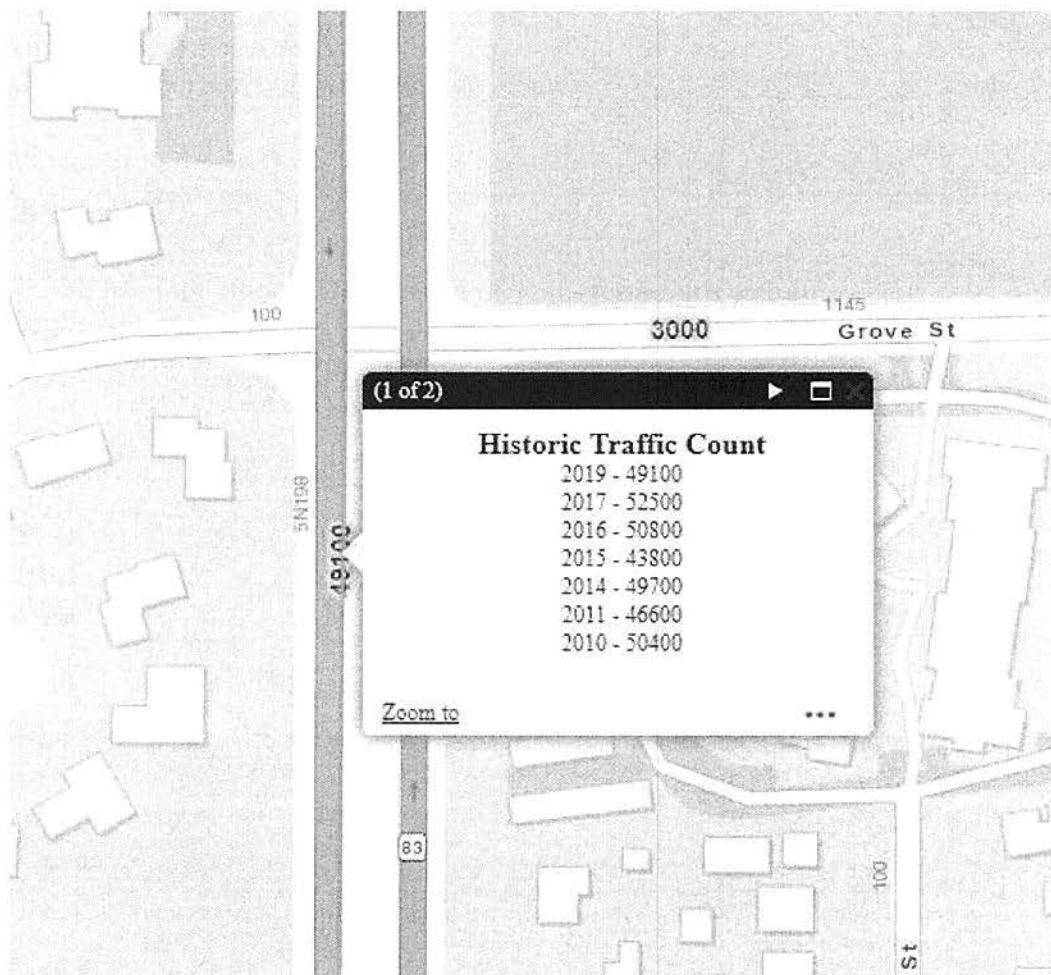 100
3000
1145
Grove St
(1 of 2)
Historic Traffic Count
2019 - 49100
2017 - 52500
2016 - 50800
2015 - 43800
2014 - 49700
2011 - 46600
2010 - 50400
Zoom to
5N198
49100
83
100
St